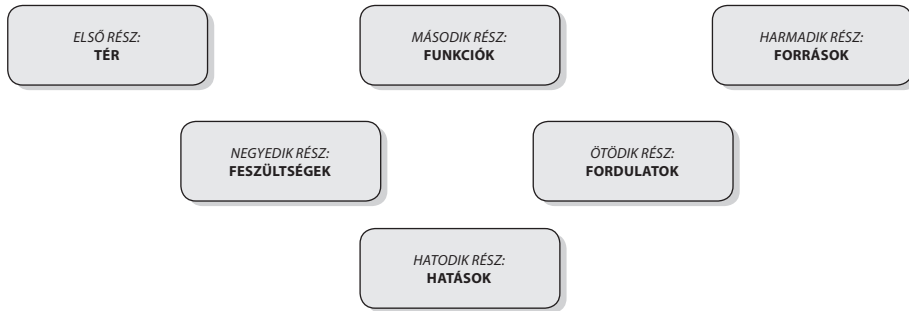 ELSŐ RÉSZ:
TÉR
MÁSODIK RÉSZ:
FUNKCIÓK
HARMADIK RÉSZ:
FORRÁSOK
NEGYEDIK RÉSZ:
FESZÜLTSÉGEK
ÖTÖDIK RÉSZ:
FORDULATOK
HATODIK RÉSZ:
HATÁSOK